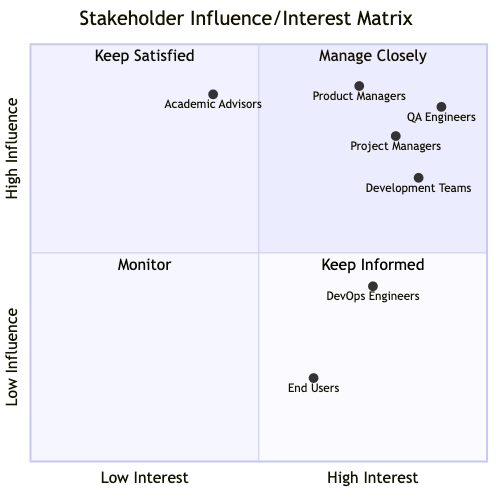 Stakeholder Influence/Interest Matrix
Keep Satisfied
Manage Closely
Product Managers
Academic Advisors
QA Engineers
Project Managers
Development Teams
High Influence
Monitor
Keep Informed
DevOps Engineers
End Users
Low Influence
Low Interest
High Interest